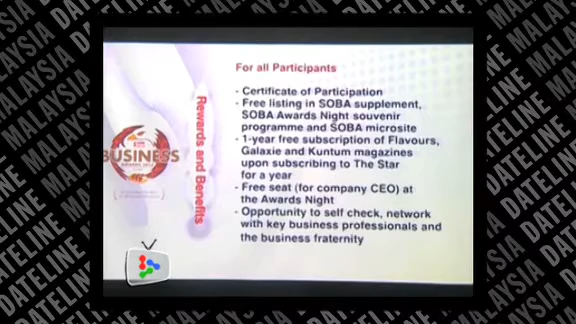 For all Participants
- Certificate of Participation
- Free listing in SOBA supplement,
SOBA Awards Night souvenir
programme and SOBA microsite
- 1-year free subscription of Flavours,
Galaxie and Kuntum magazines
upon subscribing to The Star
for a year
- Free seat (for company CEO) at
the Awards Night
- Opportunity to self check, network
with key business professionals and
the business fraternity
Rewards and Benefits
BUSINESS
DATELINE
MALAYSIA